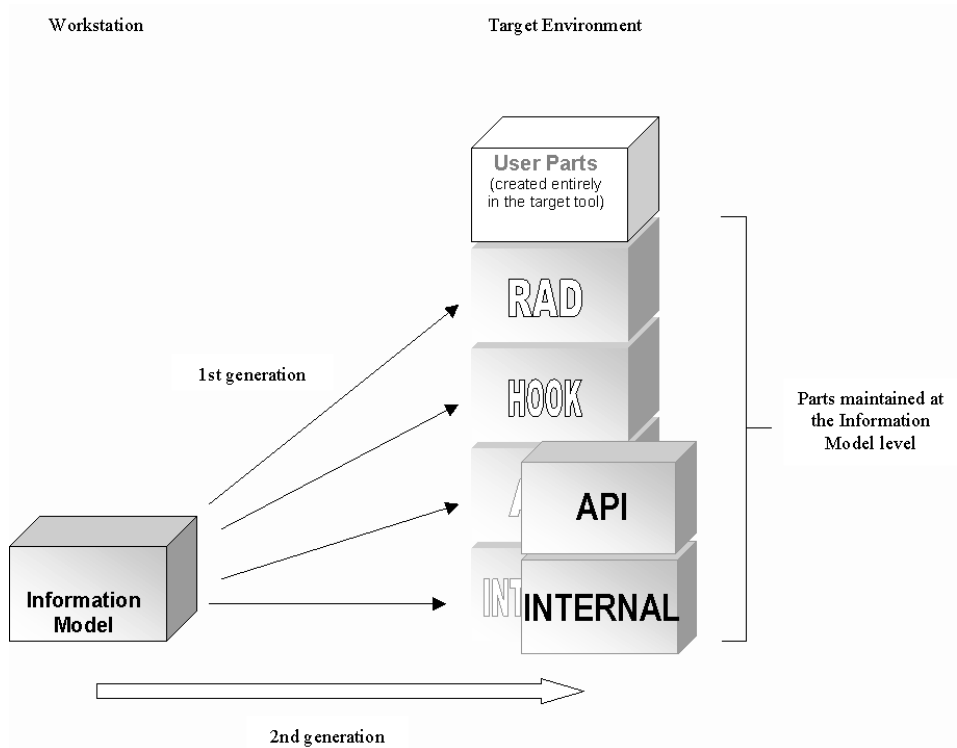 Workstation
Target Environment
User Parts
(created entirely
in the target tool)
RAD
1st generation
HOOK
Parts maintained at
the Information
Model level
A
API
INT
INTERNAL
Information
Model
2nd generation